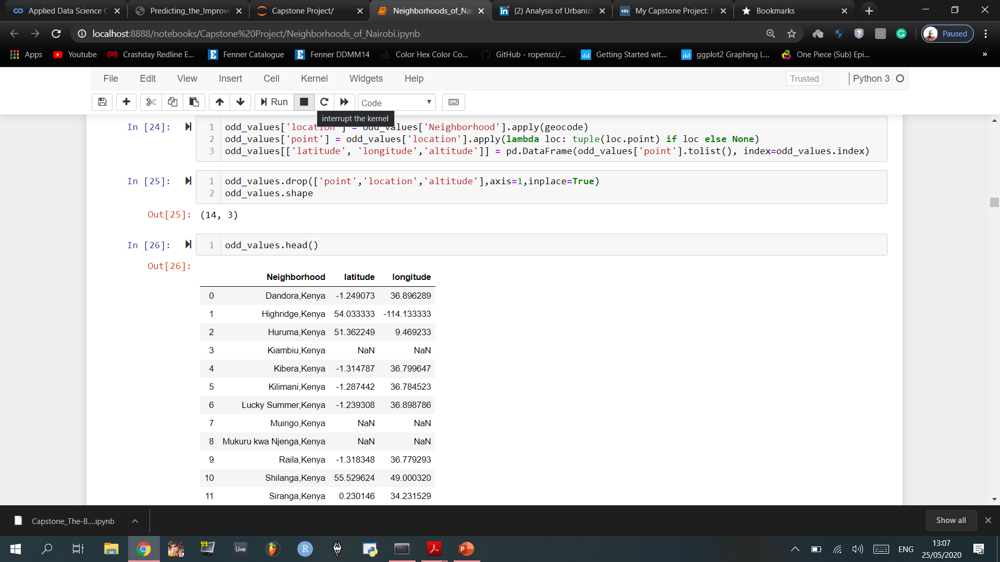 Applied Data Science C
Predicting_the_Improve
Capstone Project/
Neighborhoods_of_Nai
(2) Analysis of Urbanizi
tds My Capstone Project: R
Bookmarks
localhost:8888/notebooks/Capstone%20Project/Neighborhoods_of_Nairobi.ipynb
Paused
Apps Youtube Crashday Redline E... Fenner Catalogue Fenner DDMM14 Color Hex Color Co... GitHub - ropensci/... Getting Started wit... ggplot2 Graphing L... One Piece (Sub) Epi... »
File Edit View Insert Cell Kernel Widgets Help Trusted Python 3
Run Code
interrupt the kernel
In [24]: 1 odd_values['location'] = odd_values['Neighborhood'].apply(geocode)
2 odd_values['point'] = odd_values['location'].apply(lambda loc: tuple(loc.point) if loc else None)
3 odd_values[['latitude', 'longitude','altitude']] = pd.DataFrame(odd_values['point'].tolist(), index=odd_values.index)
In [25]: 1 odd_values.drop(['point','location','altitude'],axis=1,inplace=True)
2 odd_values.shape
Out[25]: (14, 3)
In [26]: 1 odd_values.head()
Out[26]:
Neighborhood latitude longitude
0 Dandora,Kenya -1.249073 36.896289
1 Highridge,Kenya 54.033333 -114.133333
2 Huruma,Kenya 51.362249 9.469233
3 Kiambiu,Kenya NaN NaN
4 Kibera,Kenya -1.314787 36.799647
5 Kilimani,Kenya -1.287442 36.784523
6 Lucky Summer,Kenya -1.239308 36.898786
7 Muirigo,Kenya NaN NaN
8 Mukuru kwa Njenga,Kenya NaN NaN
9 Raila,Kenya -1.318348 36.779293
10 Shilanga,Kenya 55.529624 49.000320
11 Siranga,Kenya 0.230146 34.231529
Capstone_The-B....ipynb
Show all
99 Live R P ENG
13:07
25/05/2020